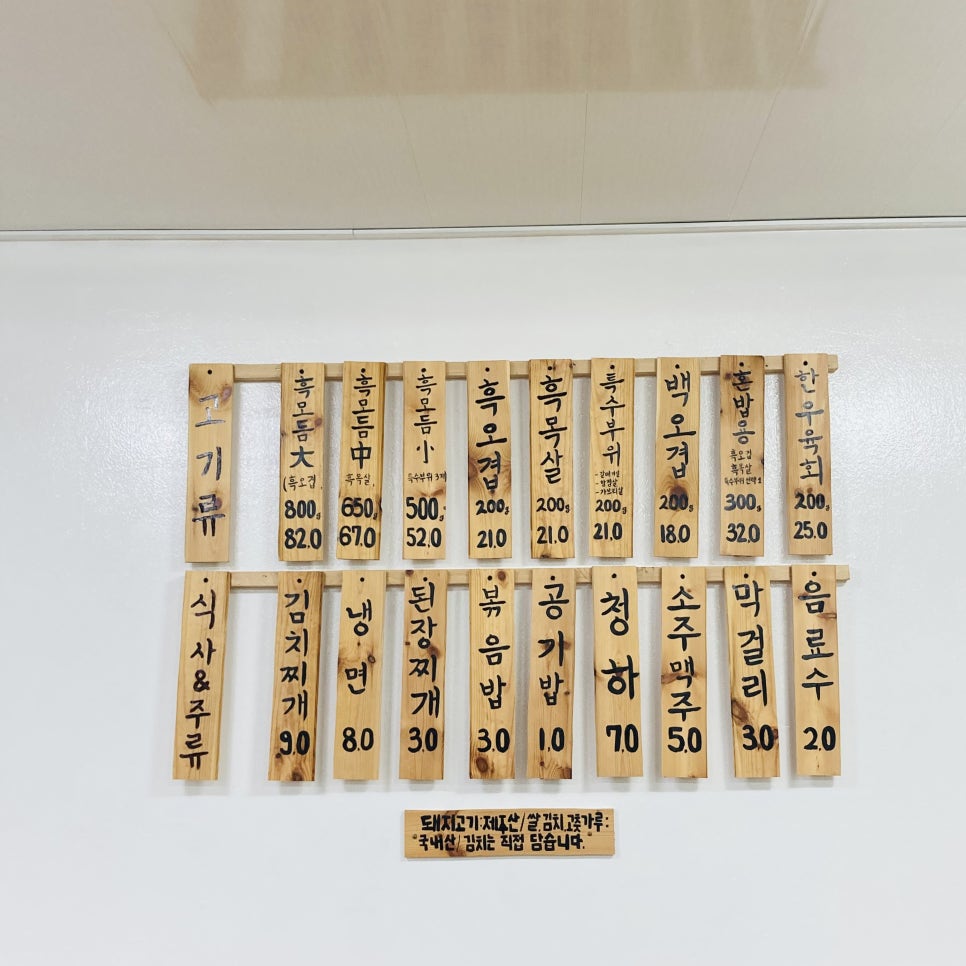 고기류
흑모듬 大
(흑오겹,
800g
82.0
흑모듬 中
흑목살,
650g
67.0
흑모듬 小
특수부위 3개
500g
52.0
흑오겹
200g
21.0
흑목살
200g
21.0
특수부위
200g
21.0
백오겹
200g
18.0
혼밥용
흑오겹
흑목살
300g
32.0
한우육회
200g
25.0
식사&주류
김치찌개
9.0
냉면
8.0
된장찌개
3.0
볶음밥
3.0
공기밥
1.0
청하
7.0
소주맥주
5.0
막걸리
3.0
음료수
2.0
돼지고기:제주산/쌀,김치,고춧가루:
국내산/김치는 직접 담습니다.